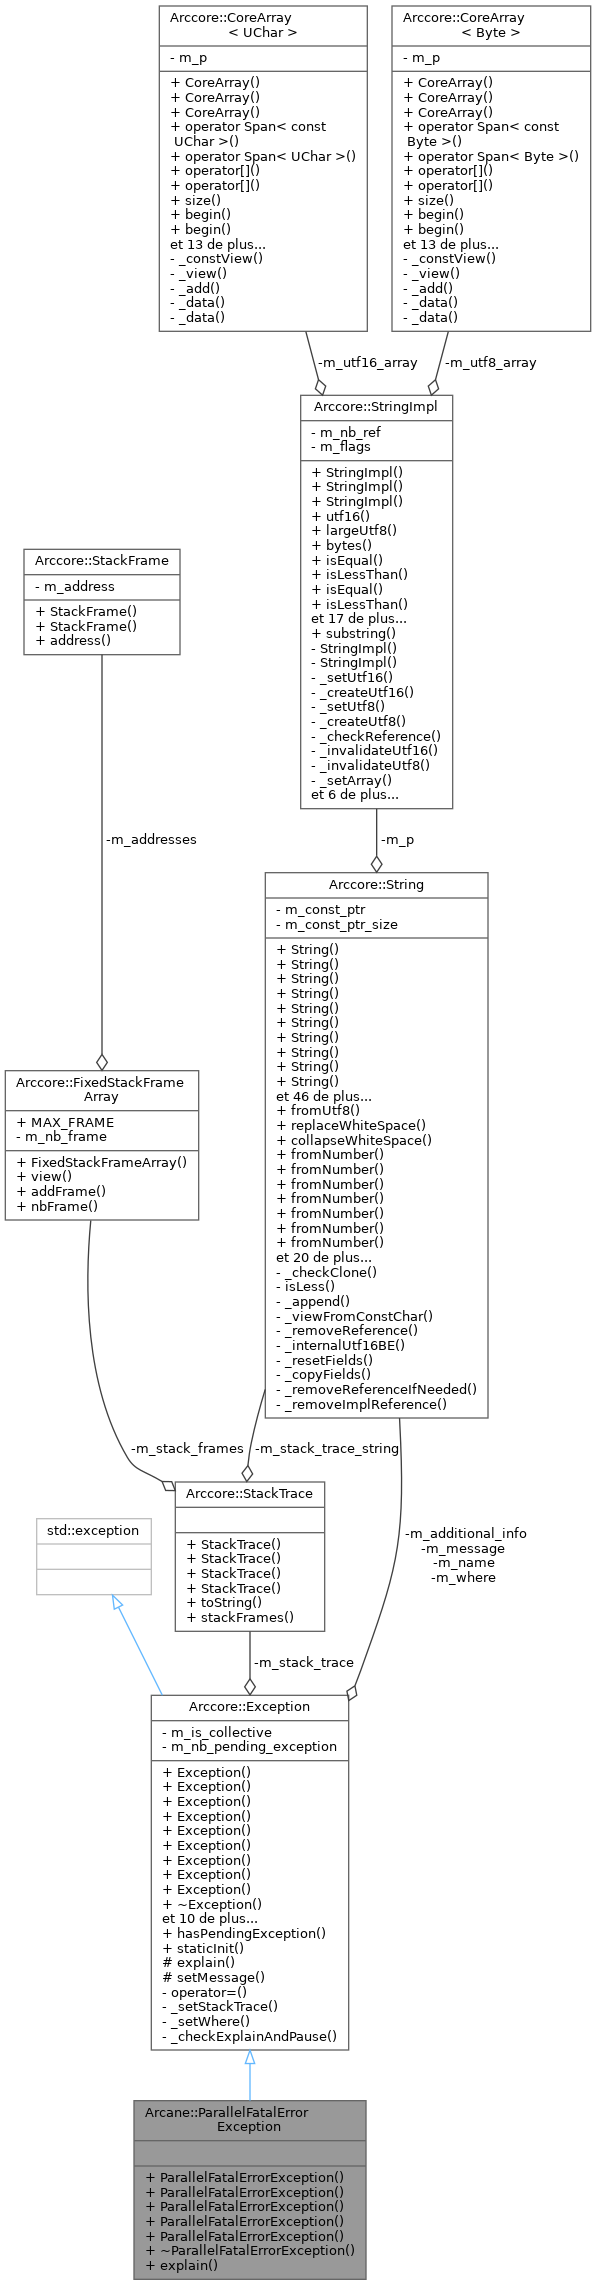 Arccore::CoreArray
< UChar >
- m_p
+ CoreArray()
+ CoreArray()
+ CoreArray()
+ operator Span< const
UChar >()
+ operator Span< UChar >()
+ operator[]()
+ operator[]()
+ size()
+ begin()
+ begin()
et 13 de plus...
- _constView()
- _view()
- _add()
- _data()
- _data()
Arccore::CoreArray
< Byte >
- m_p
+ CoreArray()
+ CoreArray()
+ CoreArray()
+ operator Span< const
Byte >()
+ operator Span< Byte >()
+ operator[]()
+ operator[]()
+ size()
+ begin()
+ begin()
et 13 de plus...
- _constView()
- _view()
- _add()
- _data()
- _data()
-m_utf16_array
-m_utf8_array
Arccore::StringImpl
- m_nb_ref
- m_flags
+ StringImpl()
+ StringImpl()
+ StringImpl()
+ utf16()
+ largeUtf8()
+ bytes()
+ isEqual()
+ isLessThan()
+ isEqual()
+ isLessThan()
et 17 de plus...
+ substring()
- StringImpl()
- StringImpl()
- _setUtf16()
- _createUtf16()
- _setUtf8()
- _createUtf8()
- _checkReference()
- _invalidateUtf16()
- _invalidateUtf8()
- _setArray()
et 6 de plus...
Arccore::StackFrame
- m_address
+ StackFrame()
+ StackFrame()
+ address()
-m_addresses
-m_p
Arccore::String
- m_const_ptr
- m_const_ptr_size
+ String()
+ String()
+ String()
+ String()
+ String()
+ String()
+ String()
+ String()
+ String()
+ String()
et 46 de plus...
+ fromUtf8()
+ replaceWhiteSpace()
+ collapseWhiteSpace()
+ fromNumber()
+ fromNumber()
+ fromNumber()
+ fromNumber()
+ fromNumber()
+ fromNumber()
+ fromNumber()
et 20 de plus...
- _checkClone()
- isLess()
- _append()
- _viewFromConstChar()
- _removeReference()
- _internalUtf16BE()
- _resetFields()
- _copyFields()
- _removeReferenceIfNeeded()
- _removeImplReference()
Arccore::FixedStackFrame
Array
+ MAX_FRAME
- m_nb_frame
+ FixedStackFrameArray()
+ view()
+ addFrame()
+ nbFrame()
-m_stack_frames
-m_stack_trace_string
Arccore::StackTrace
+ StackTrace()
+ StackTrace()
+ StackTrace()
+ StackTrace()
+ toString()
+ stackFrames()
std::exception
-m_additional_info
-m_message
-m_name
-m_where
-m_stack_trace
Arccore::Exception
- m_is_collective
- m_nb_pending_exception
+ Exception()
+ Exception()
+ Exception()
+ Exception()
+ Exception()
+ Exception()
+ Exception()
+ Exception()
+ Exception()
+ ~Exception()
et 10 de plus...
+ hasPendingException()
+ staticInit()
# explain()
# setMessage()
- operator=()
- _setStackTrace()
- _setWhere()
- _checkExplainAndPause()
Arcane::ParallelFatalError
Exception
+ ParallelFatalErrorException()
+ ParallelFatalErrorException()
+ ParallelFatalErrorException()
+ ParallelFatalErrorException()
+ ParallelFatalErrorException()
+ ~ParallelFatalErrorException()
+ explain()